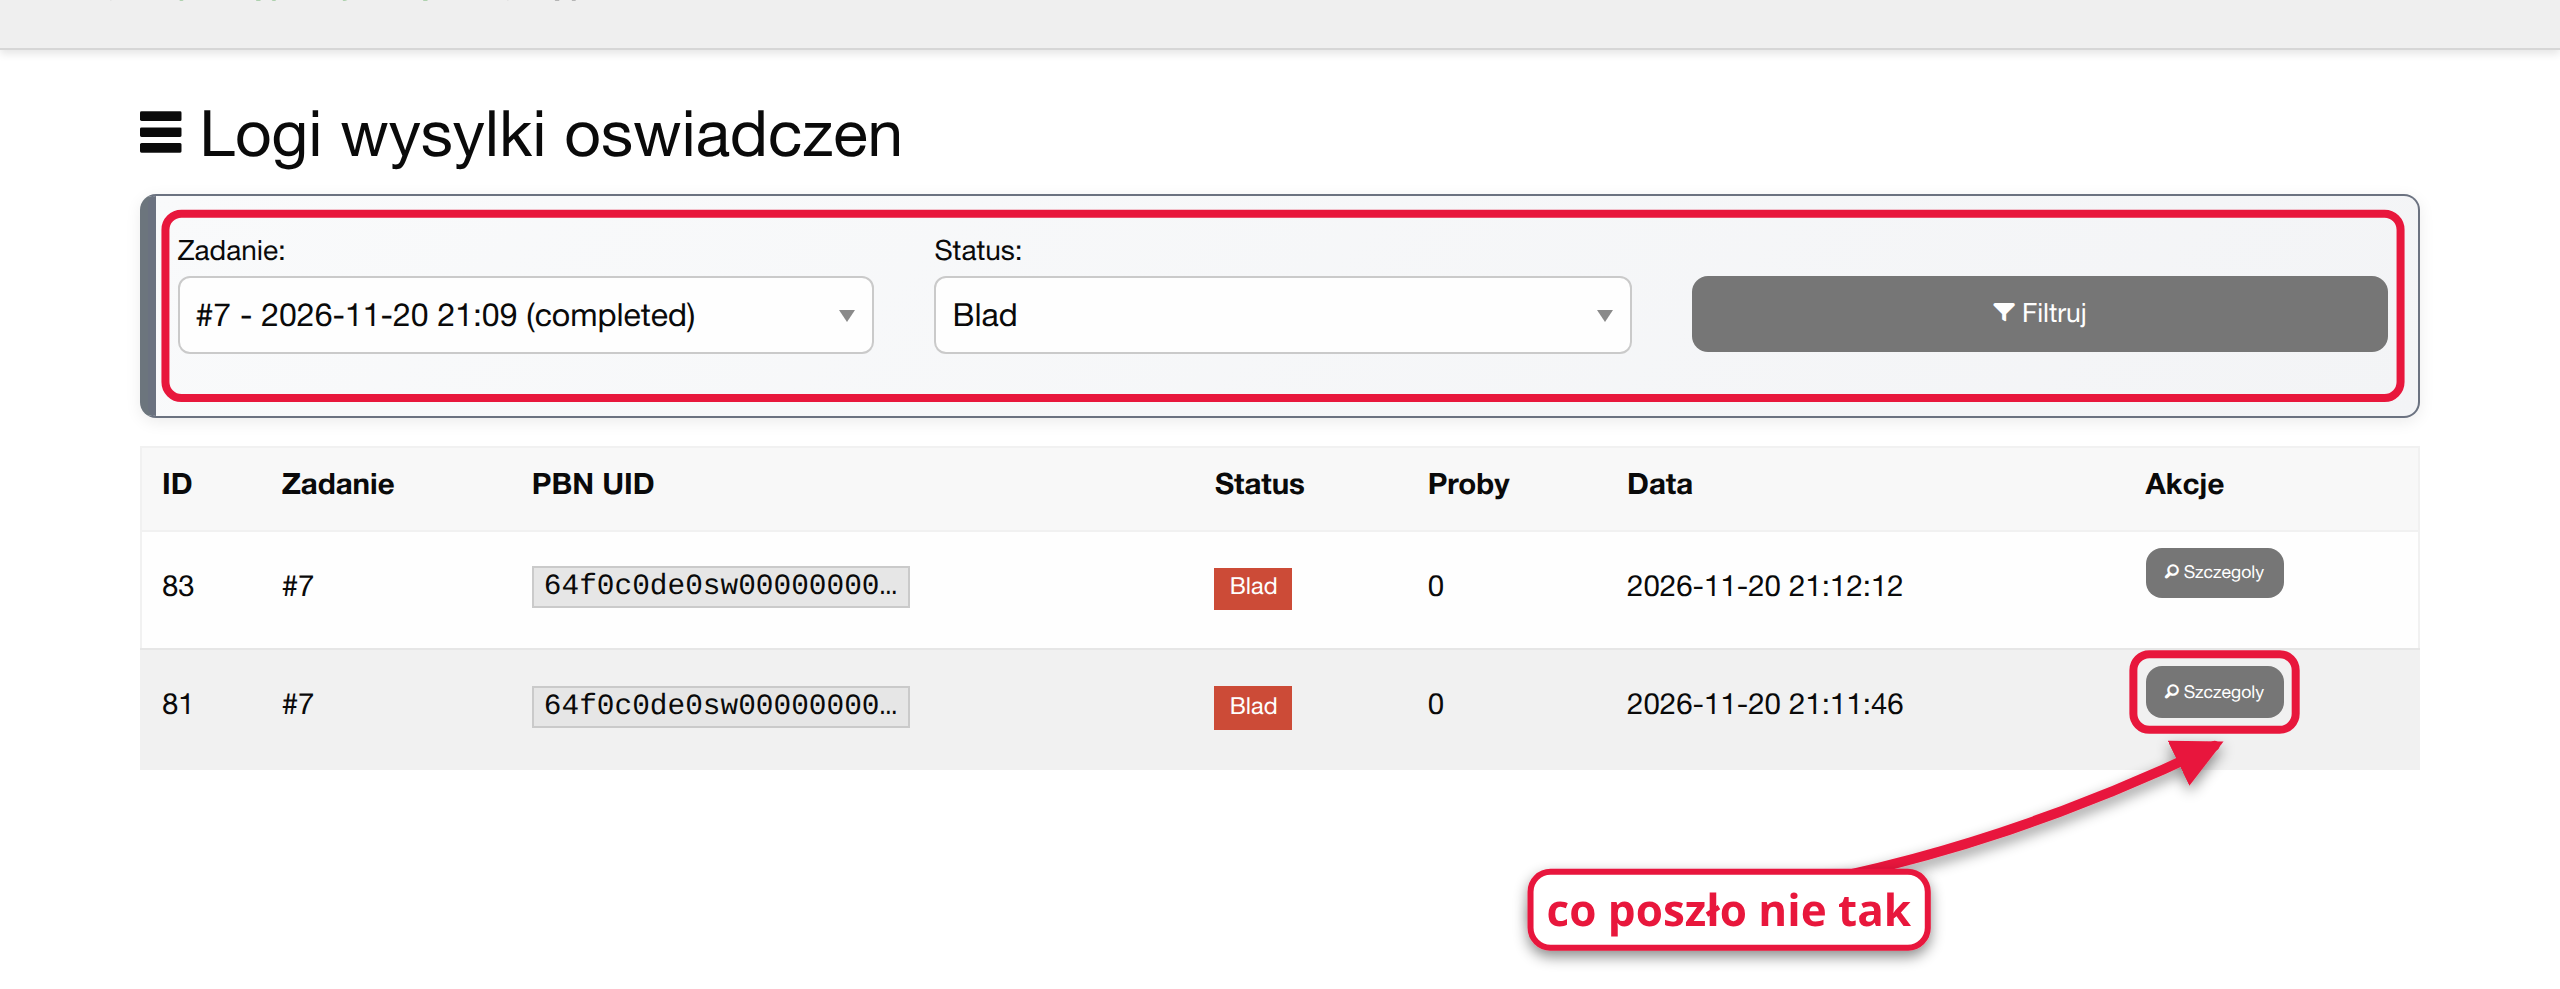 Logi wysylki oswiadczen
Zadanie: Status:
#7 - 2026-11-20 21:09 (completed) Blad Filtruj
ID Zadanie PBN UID Status Proby Data Akcje
83 #7 64f0c0de0sw00000000... Blad 0 2026-11-20 21:12:12 Szczegoly
81 #7 64f0c0de0sw00000000... Blad 0 2026-11-20 21:11:46 Szczegoly
co poszło nie tak